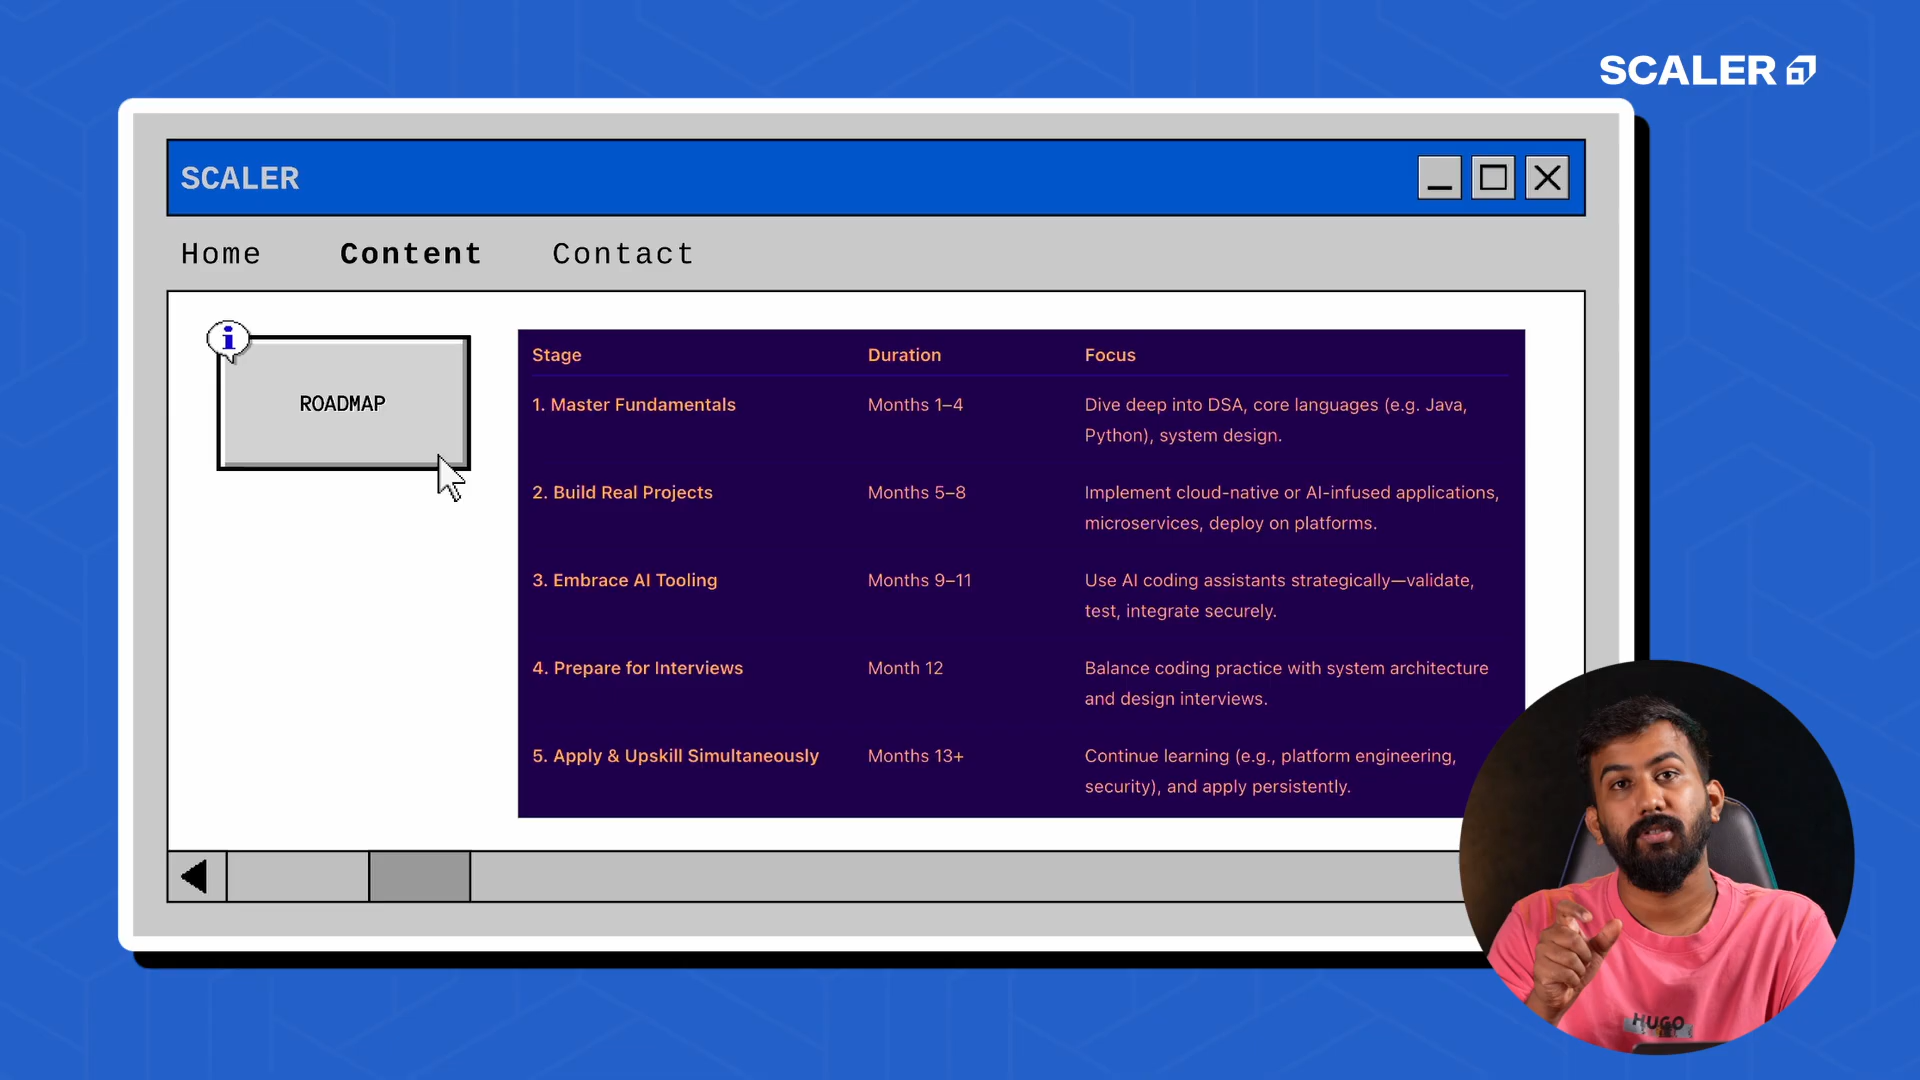 SCALER
SCALER
Home Content Contact
i
ROADMAP
Stage Duration Focus
1. Master Fundamentals Months 1–4 Dive deep into DSA, core languages (e.g. Java,
Python), system design.
2. Build Real Projects Months 5–8 Implement cloud-native or AI-infused applications,
microservices, deploy on platforms.
3. Embrace AI Tooling Months 9–11 Use AI coding assistants strategically—validate,
test, integrate securely.
4. Prepare for Interviews Month 12 Balance coding practice with system architecture
and design interviews.
5. Apply & Upskill Simultaneously Months 13+ Continue learning (e.g., platform engineering,
security), and apply persistently.
HUGO